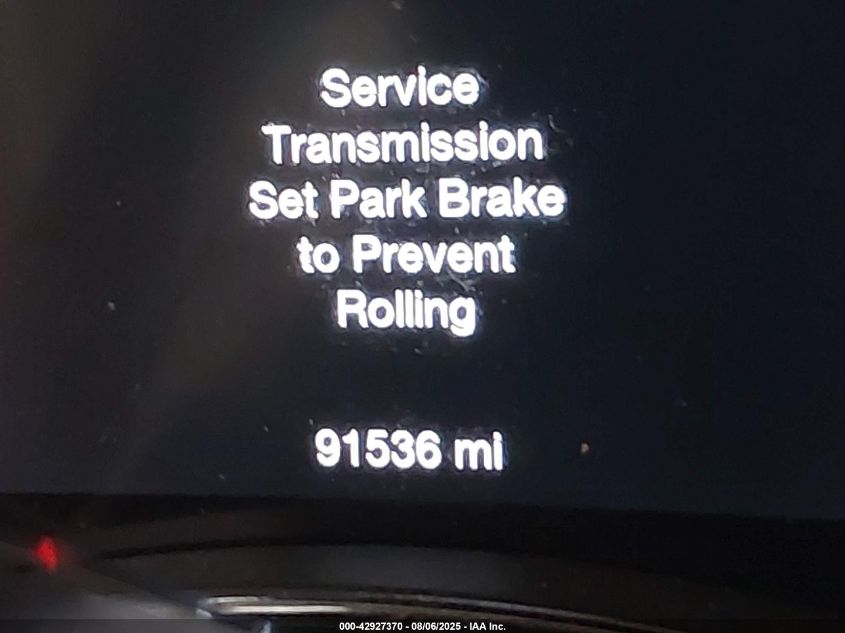 Service
Transmission
Set Park Brake
to Prevent
Rolling
91536 mi
000-42927370 - 08/06/2025 - IAA Inc.